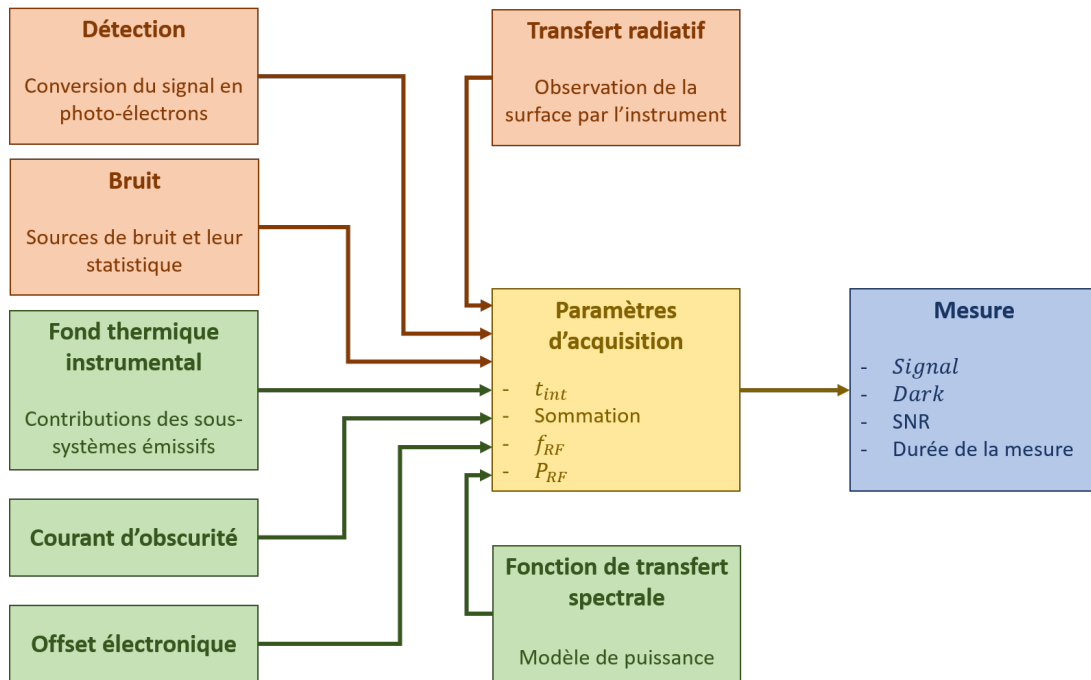 Détection
Conversion du signal en
photo-électrons
Bruit
Sources de bruit et leur
statistique
Fond thermique
instrumental
Contributions des sous-
systèmes émissifs
Courant d'obscurité
Offset électronique
Transfert radiatif
Observation de la
surface par l'instrument
Paramètres
d'acquisition
- t_int
- Sommation
- f_RF
- P_RF
Fonction de transfert
spectrale
Modèle de puissance
Mesure
- Signal
- Dark
- SNR
- Durée de la mesure